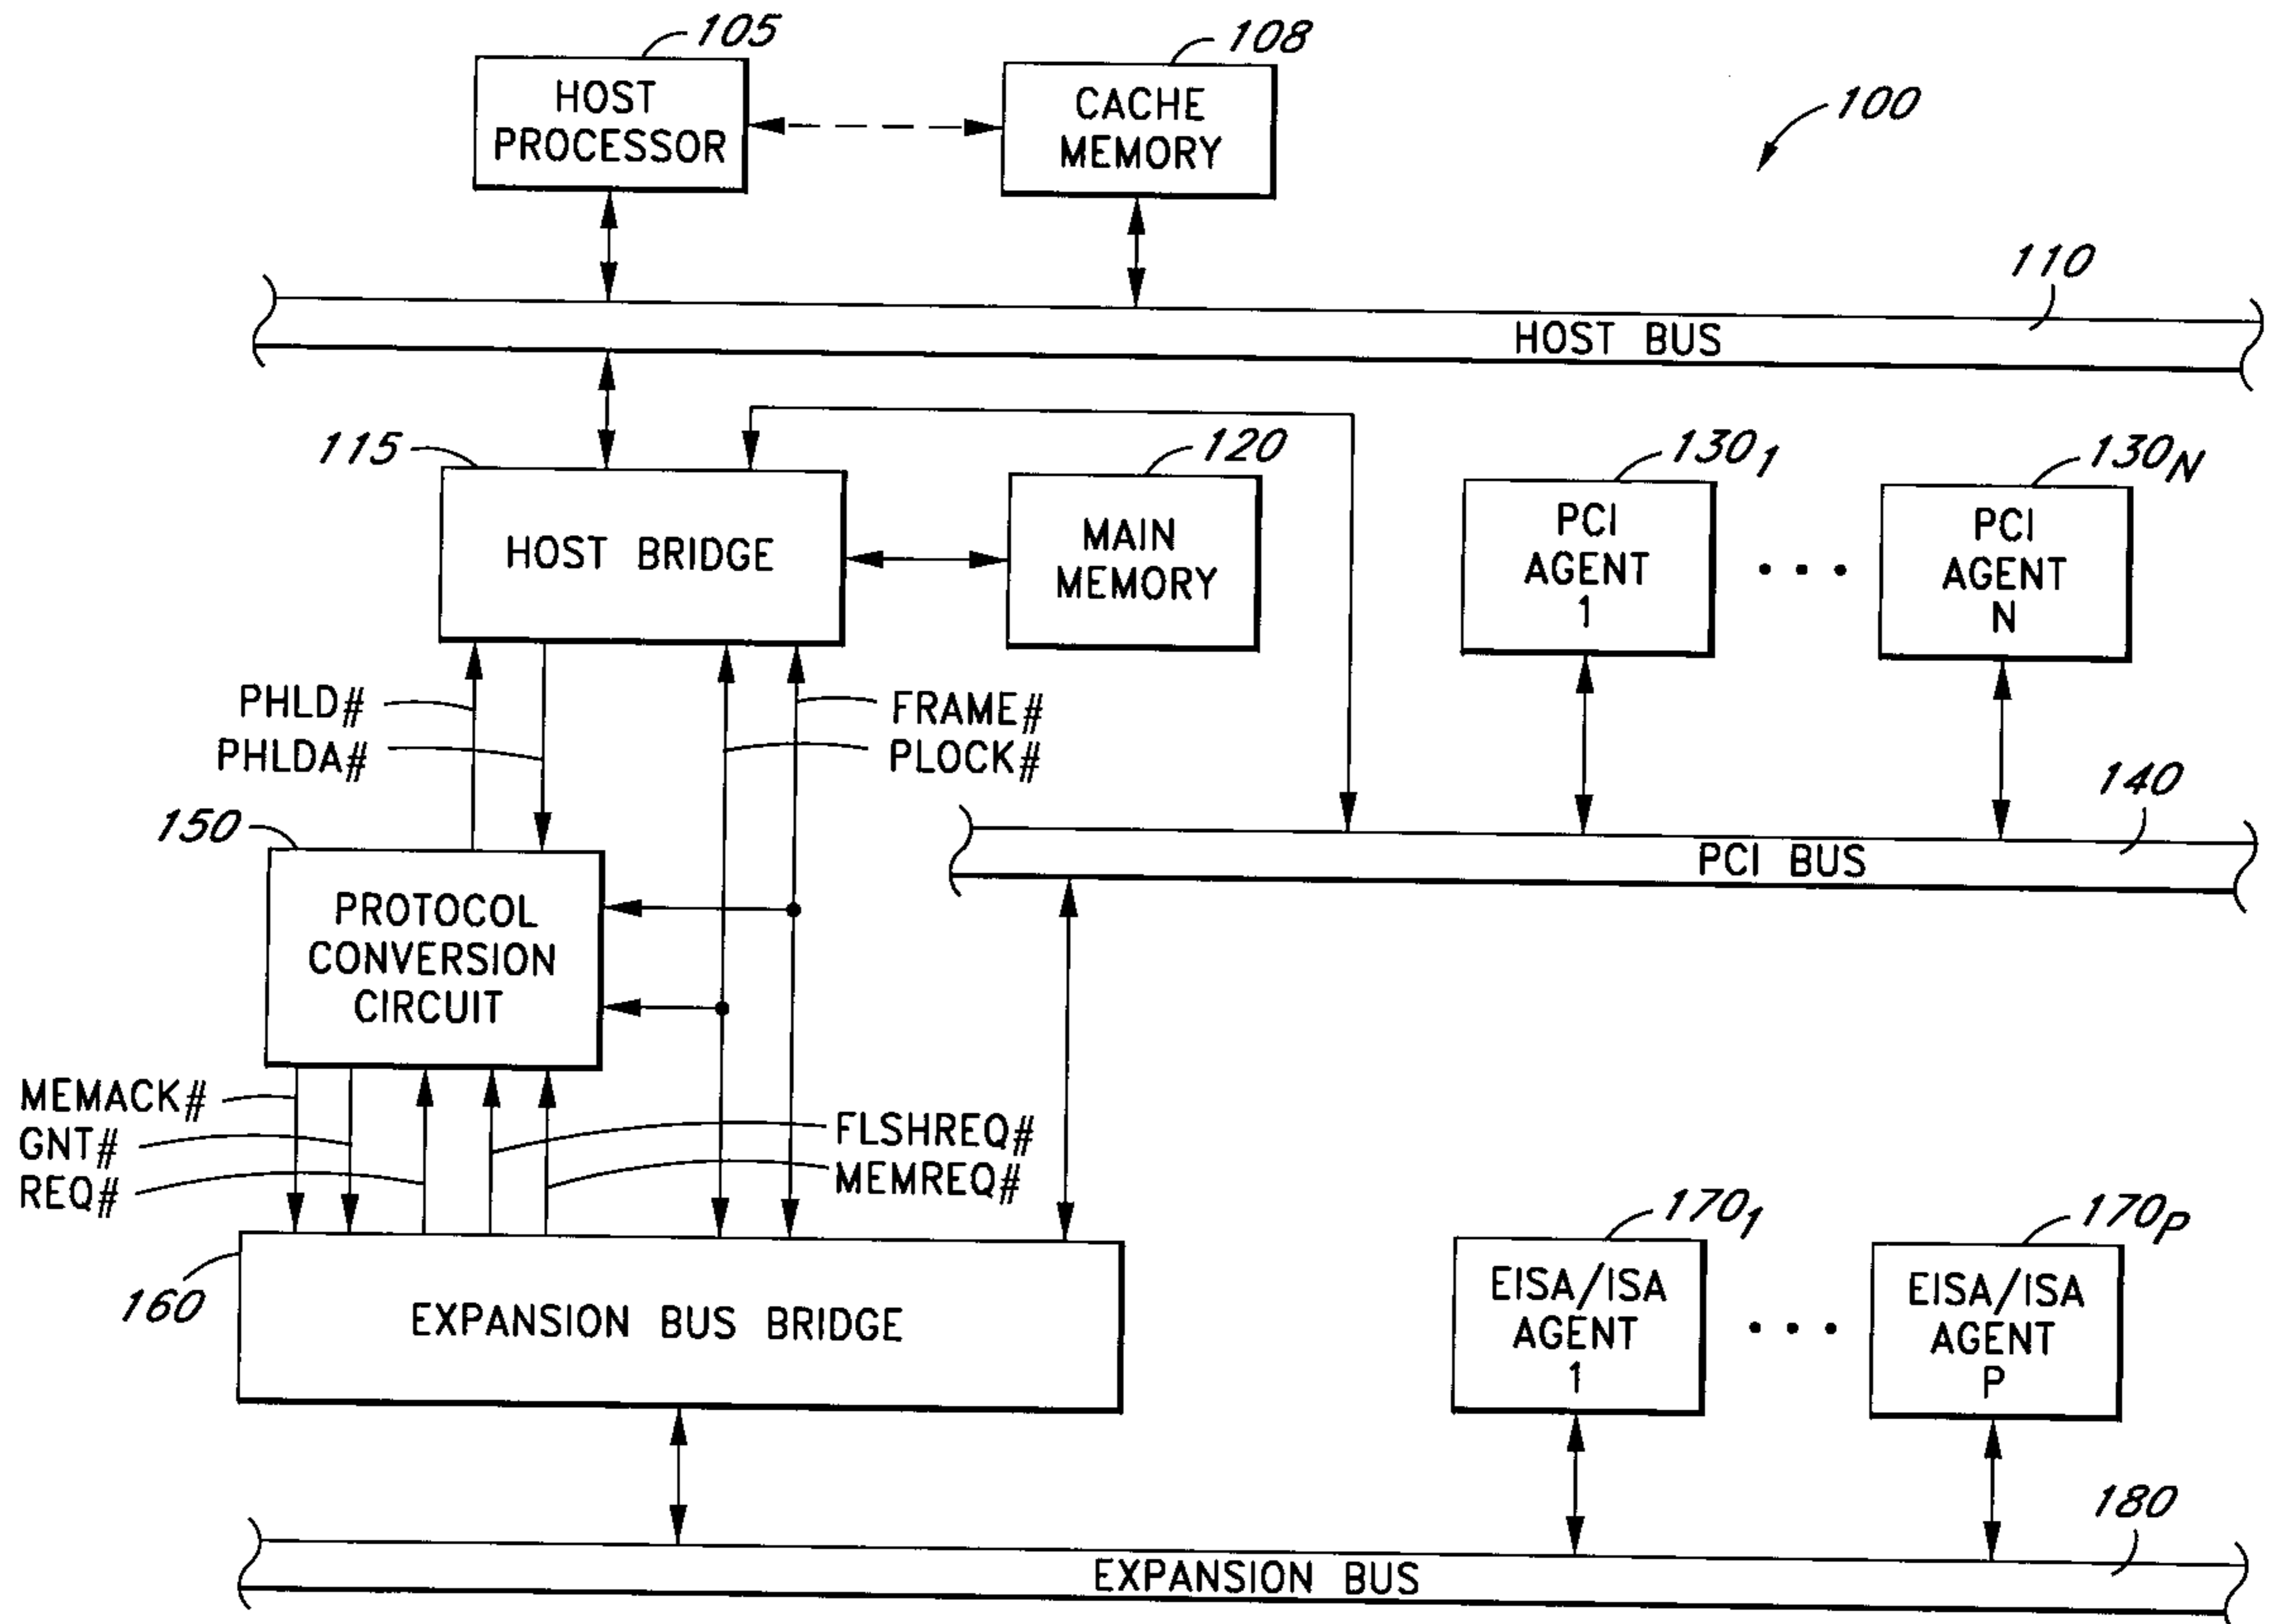 105
108
100
HOST
PROCESSOR
CACHE
MEMORY
110
HOST BUS
115
120
130₁
130N
HOST BRIDGE
MAIN
MEMORY
PCI
AGENT
1
PCI
AGENT
N
PHLD#
PHLDA#
FRAME#
PLOCK#
150
140
PCI BUS
PROTOCOL
CONVERSION
CIRCUIT
MEMACK#
GNT#
REQ#
FLSHREQ#
MEMREQ#
160
170₁
170P
EXPANSION BUS BRIDGE
EISA/ISA
AGENT
1
EISA/ISA
AGENT
P
180
EXPANSION BUS